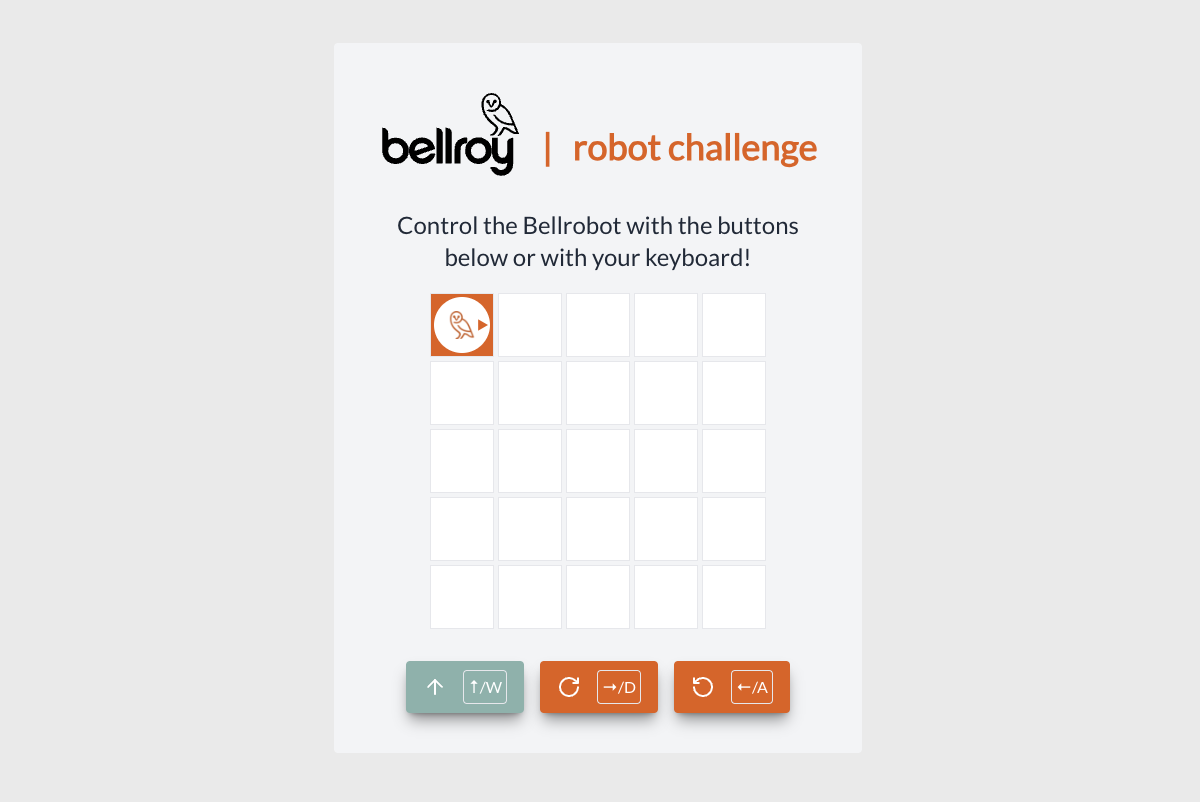 bellroy | robot challenge
Control the Bellrobot with the buttons
below or with your keyboard!
↑ ↑/W ↻ →/D ↺ ←/A